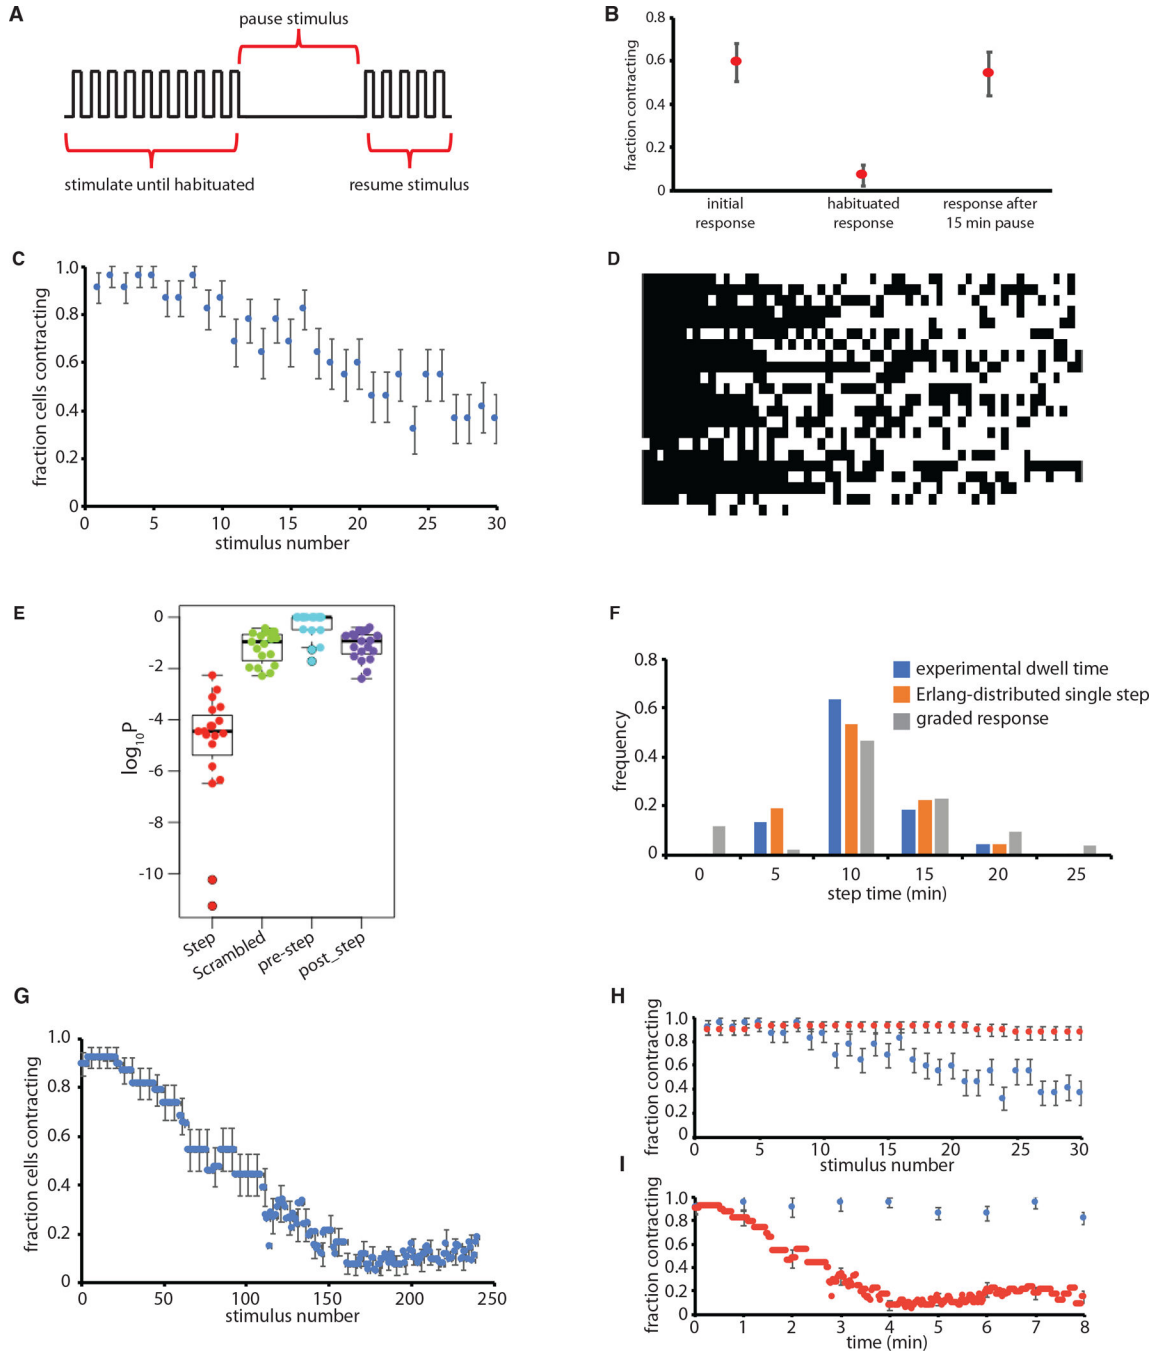 A
pause stimulus
stimulate until habituated
resume stimulus
B
fraction contracting
0.8
0.6
0.4
0.2
0
initial
response
habituated
response
response after
15 min pause
C
fraction cells contracting
1.0
0.8
0.6
0.4
0.2
0
0 5 10 15 20 25 30
stimulus number
D
E
log10P
0
-2
-4
-6
-8
-10
Step
Scrambled
pre-step
post_step
F
frequency
0.8
0.6
0.4
0.2
0
experimental dwell time
Erlang-distributed single step
graded response
0 5 10 15 20 25
step time (min)
G
fraction cells contracting
1.0
0.8
0.6
0.4
0.2
0
0 50 100 150 200 250
stimulus number
H
fraction contracting
1.0
0.8
0.6
0.4
0.2
0
0 5 10 15 20 25 30
stimulus number
I
fraction contracting
1.0
0.8
0.6
0.4
0.2
0
0 1 2 3 4 5 6 7 8
time (min)